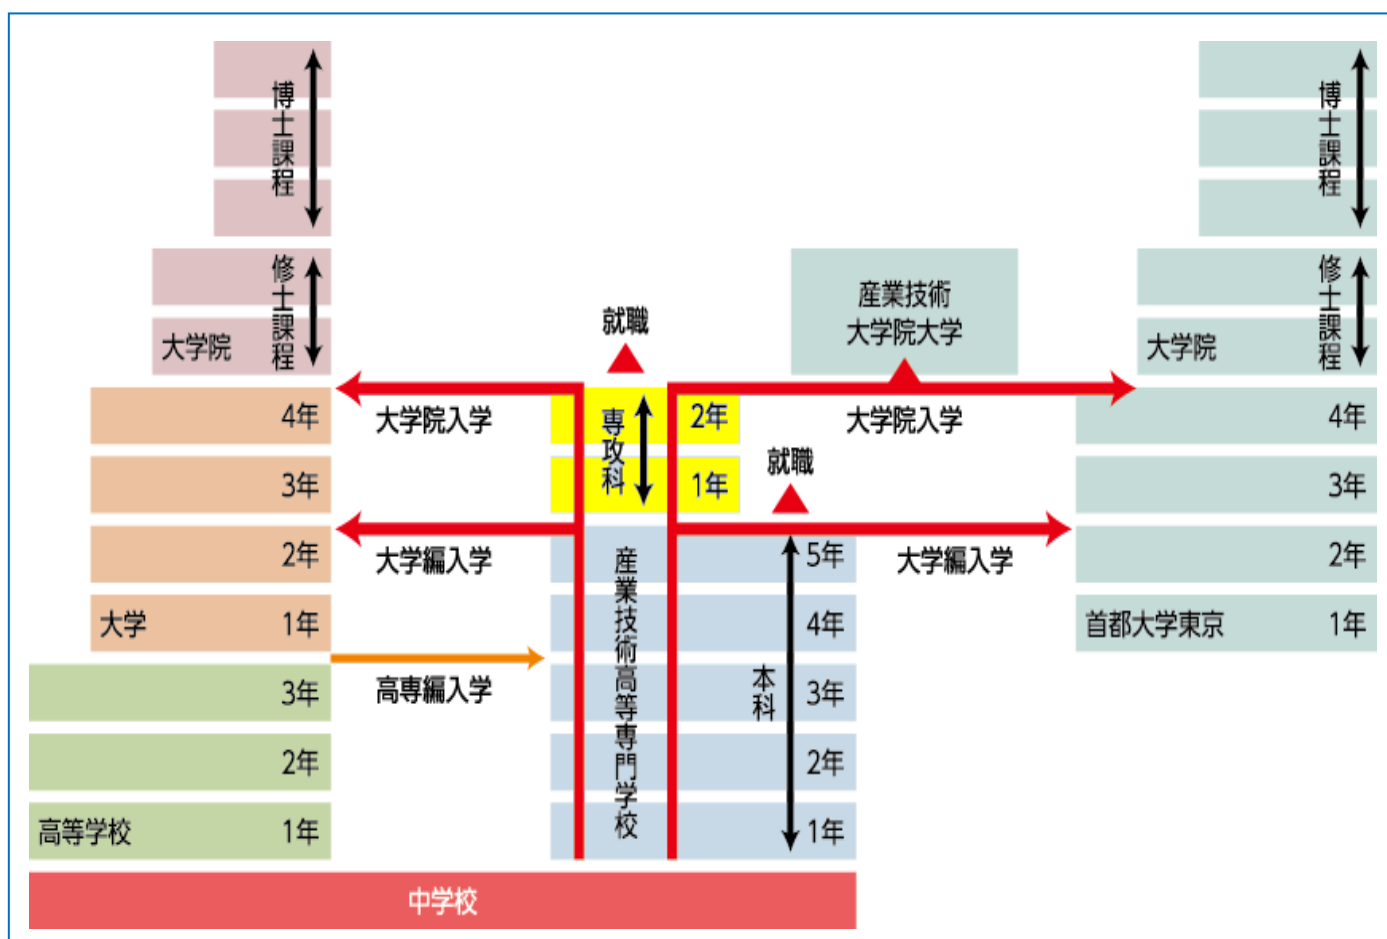 博士課程
修士課程
大学院
4年
3年
2年
大学
1年
3年
2年
高等学校
1年
大学院入学
大学編入学
高専編入学
就職
専攻科
2年
1年
産業技術高等専門学校
5年
4年
3年
2年
1年
本科
就職
産業技術
大学院大学
大学院入学
大学編入学
博士課程
修士課程
大学院
4年
3年
2年
首都大学東京
1年
中学校